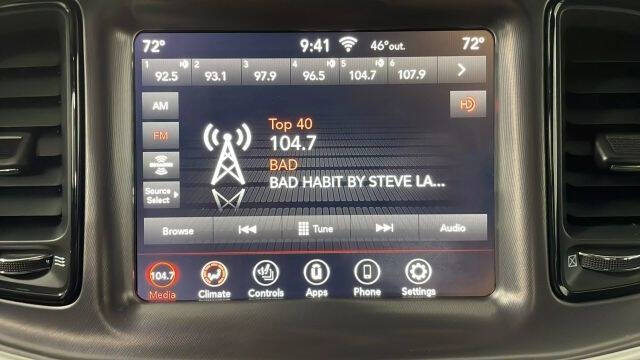 72° 9:41 46°out. 72°
1 2 3 4 5 6
92.5 93.1 97.9 96.5 104.7 107.9
AM
FM
Source
Select
HD
Top 40
104.7
BAD
BAD HABIT BY STEVE LA...
Browse Tune Audio
104.7
Media Climate Controls Apps Phone Settings